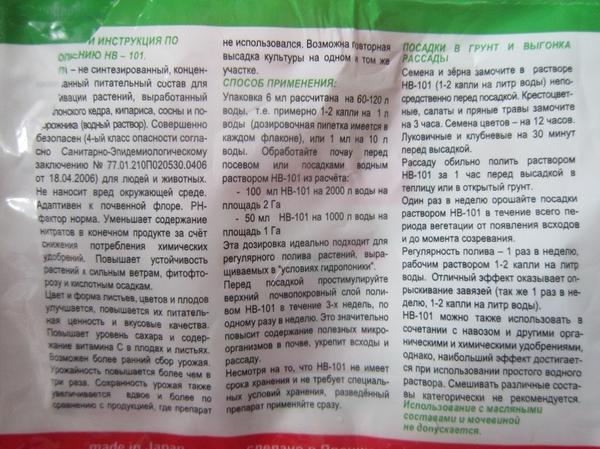 И ИНСТРУКЦИЯ ПО
НВ – 101.
– не синтезированный, концен-
питательный состав для
растений, выработанный
кедра, кипариса, сосны и по-
(водный раствор). Совершенно
безопасен (4-ый класс опасности согла-
сно Санитарно-Эпидемиологическому
заключению № 77.01.210П020530.0406
от 18.04.2006) для людей и животных.
Не наносит вред окружающей среде.
Адаптивен к почвенной флоре. PH-
фактор норма. Уменьшает содержание
нитратов в конечном продукте за счёт
снижения потребления химических
удобрений. Повышает устойчивость
растений к сильным ветрам, фитофто-
розу и кислотным осадкам.
Цвет и форма листьев, цветов и плодов
улучшается, повышается их питатель-
ная ценность и вкусовые качества.
Повышает уровень сахара и содер-
жание витамина С в плодах и листьях.
Возможен более ранний сбор урожая.
Урожайность повышается более чем в
три раза. Сохранность урожая также
увеличивается вдвое и более по
сравнению с продукцией, где препарат
не использовался. Возможна повторная
высадка культуры на одном и том же
участке.
СПОСОБ ПРИМЕНЕНИЯ:
Упаковка 6 мл рассчитана на 60-120 л
воды, т.е. примерно 1-2 капли на 1 л
воды (дозировочная пипетка имеется в
каждом флаконе), или 1 мл на 10 л
воды. Обработайте почву перед
посевом или посадками водным
раствором НВ-101 из расчёта:
- 100 мл НВ-101 на 2000 л воды на
площадь 2 Га
- 50 мл НВ-101 на 1000 л воды на
площадь 1 Га
Эта дозировка идеально подходит для
регулярного полива растений, выра-
щиваемых в "условиях гидропоники".
Перед посадкой простимулируйте
верхний почвопокровный слой поли-
вом НВ-101 в течение 3-х недель, по
одному разу в неделю. Это значительно
повысит содержание полезных микро-
организмов в почве, укрепит всходы и
рассаду.
Несмотря на то, что НВ-101 не имеет
срока хранения и не требует специаль-
ных условий хранения, разведённый
препарат применяйте сразу.
ПОСАДКИ В ГРУНТ И ВЫГОНКА
РАССАДЫ
Семена и зёрна замочите в растворе
НВ-101 (1-2 капли на литр воды) непо-
средственно перед посадкой. Крестоцвет-
ные, салаты и пряные травы замочите
на 3 часа. Семена цветов – на 12 часов.
Луковичные и клубневые на 30 минут
перед высадкой.
Рассаду обильно полить раствором
НВ-101 за 1 час перед высадкой в
теплицу или в открытый грунт.
Один раз в неделю орошайте посадки
раствором НВ-101 в течение всего пе-
риода вегетации от появления всходов
и до момента созревания.
Регулярность полива – 1 раз в неделю,
рабочим раствором 1-2 капли на литр
воды. Отличный эффект оказывает оп-
рыскивание завязей (так же 1 раз в не-
делю, 1-2 капли на литр воды).
НВ-101 можно также использовать в
сочетании с навозом и другими орга-
ническими и химическими удобрениями,
однако, наибольший эффект достигает-
ся при использовании простого водного
раствора. Смешивать различные соста-
вы категорически не рекомендуется.
Использование с масляными
составами и мочевиной
не допускается.
made in Japan
сделано в